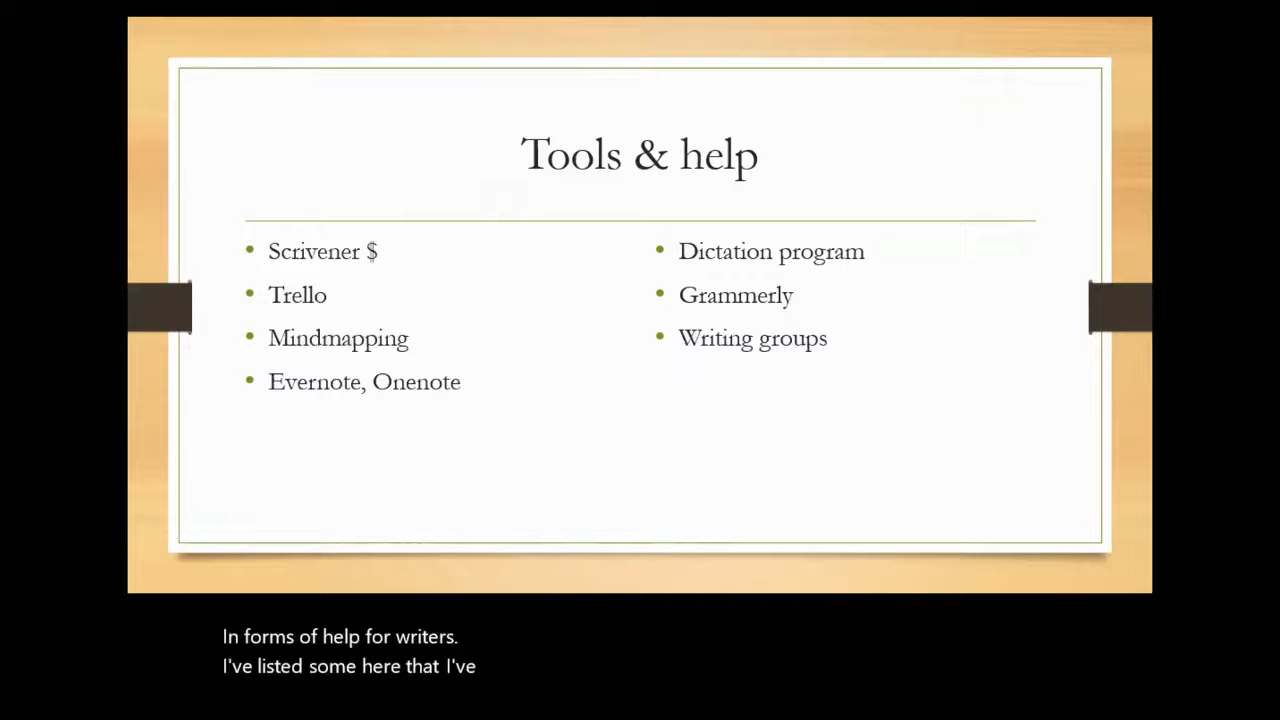 Tools & help
• Scrivener $
• Trello
• Mindmapping
• Evernote, Onenote
• Dictation program
• Grammerly
• Writing groups
In forms of help for writers.
I've listed some here that I've